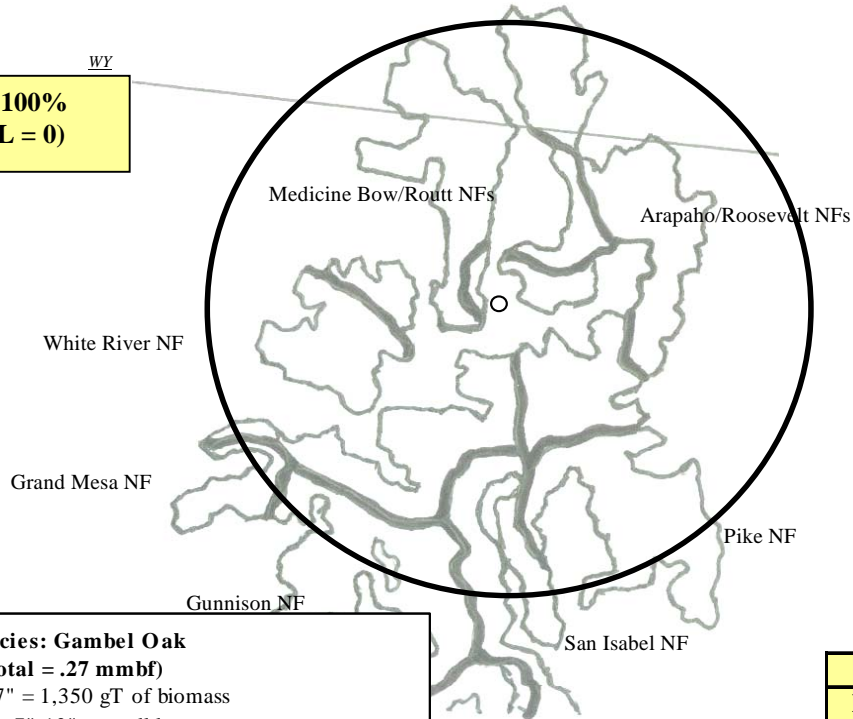 WY
100%
L = 0)
Medicine Bow/Routt NFs
Arapaho/Roosevelt NFs
White River NF
Grand Mesa NF
Pike NF
Gunnison NF
San Isabel NF
cies: Gambel Oak
otal = .27 mmbf)
7" = 1,350 gT of biomass